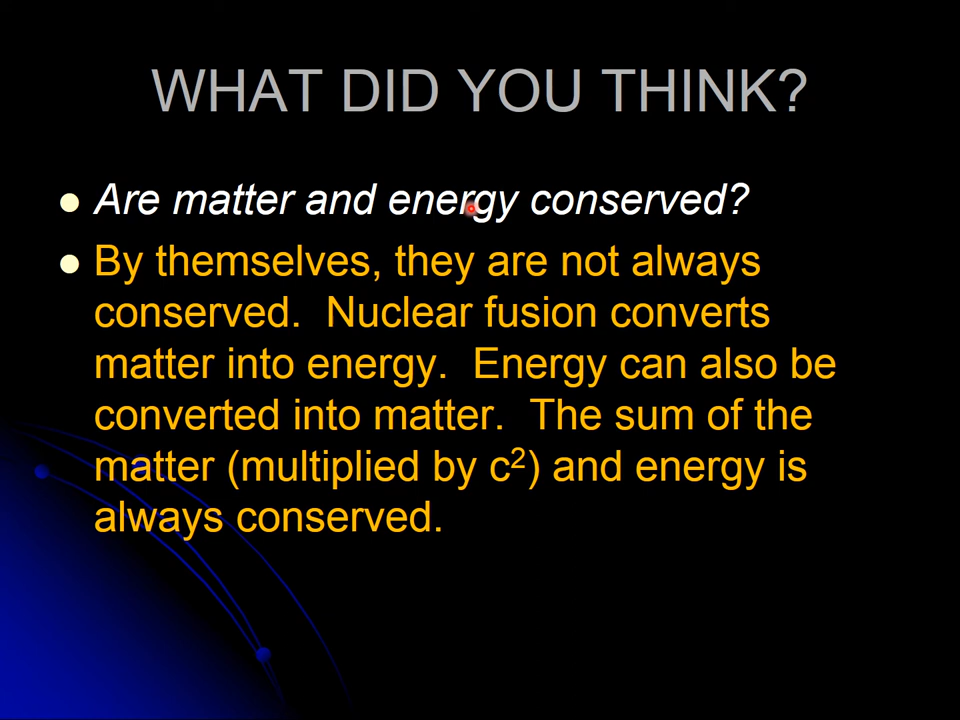 WHAT DID YOU THINK?
Are matter and energy conserved?
By themselves, they are not always
conserved.  Nuclear fusion converts
matter into energy.  Energy can also be
converted into matter.  The sum of the
matter (multiplied by c²) and energy is
always conserved.